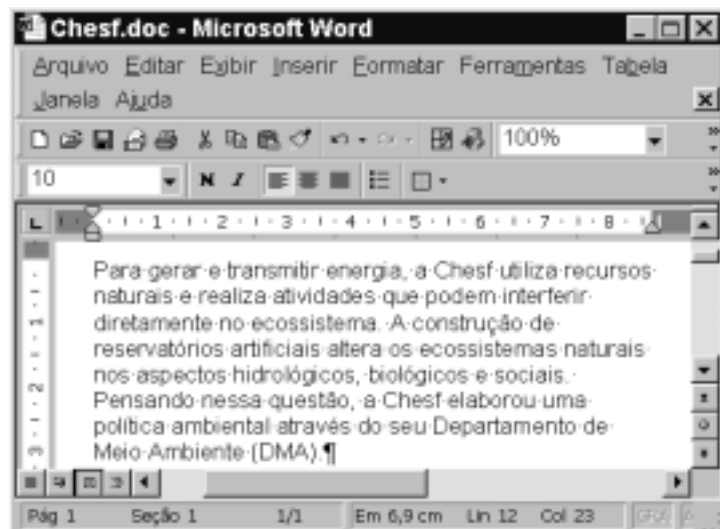 Chesf.doc - Microsoft Word
Arquivo Editar Exibir Inserir Formatar Ferramentas Tabela
Janela Ajuda
100%
10 N I
1 2 3 4 5 6 7 8
Para gerar e transmitir energia, a Chesf utiliza recursos
naturais e realiza atividades que podem interferir
diretamente no ecossistema. A construção de
reservatórios artificiais altera os ecossistemas naturais
nos aspectos hidrológicos, biológicos e sociais.
Pensando nessa questão, a Chesf elaborou uma
política ambiental através do seu Departamento de
Meio Ambiente (DMA).¶
1
2
3
Pág 1 Seção 1 1/1 Em 6,9 cm Lin 12 Col 23 GRA